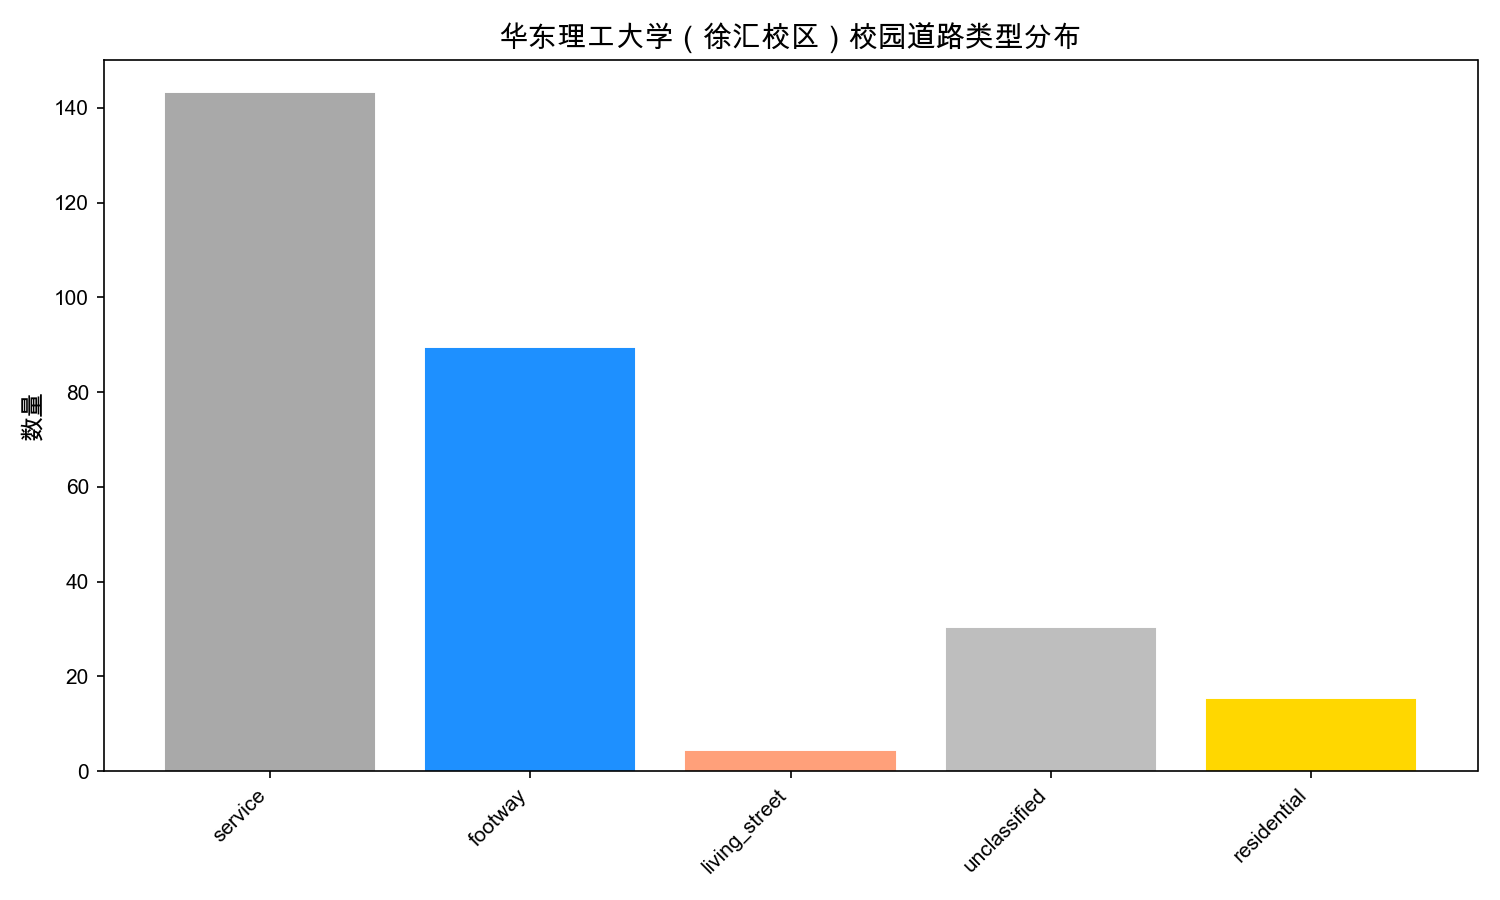 华东理工大学（徐汇校区）校园道路类型分布
数量
140
120
100
80
60
40
20
0
service
footway
living_street
unclassified
residential